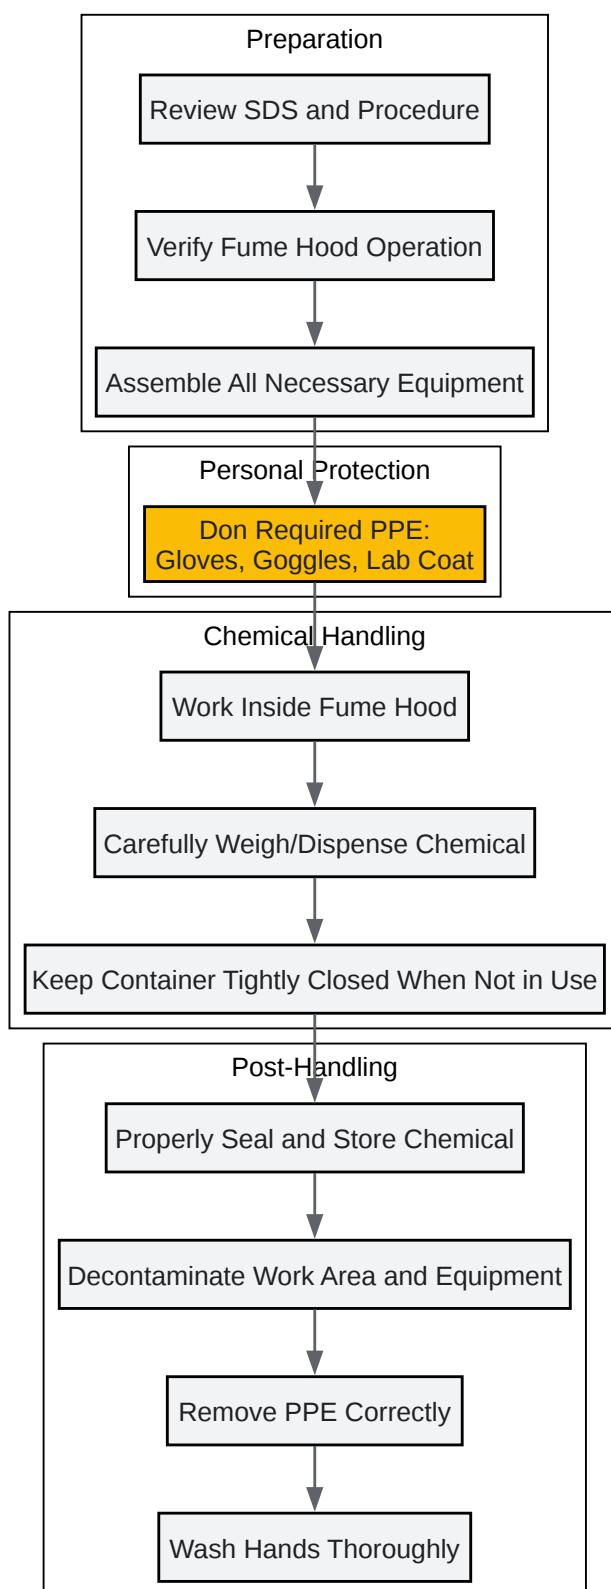 Preparation
Review SDS and Procedure
Verify Fume Hood Operation
Assemble All Necessary Equipment
Personal Protection
Don Required PPE:
Gloves, Goggles, Lab Coat
Chemical Handling
Work Inside Fume Hood
Carefully Weigh/Dispense Chemical
Keep Container Tightly Closed When Not in Use
Post-Handling
Properly Seal and Store Chemical
Decontaminate Work Area and Equipment
Remove PPE Correctly
Wash Hands Thoroughly